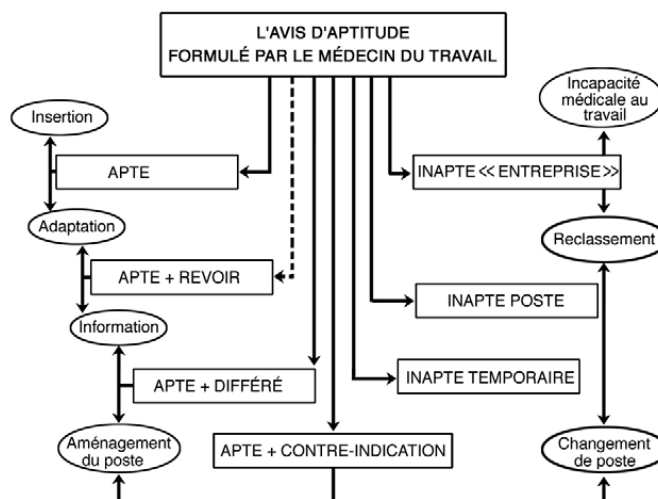 L'AVIS D'APTITUDE
FORMULÉ PAR LE MÉDECIN DU TRAVAIL
Insertion
Incapacité
médicale au
travail
APTE
INAPTE << ENTREPRISE >>
Adaptation
Reclassement
APTE + REVOIR
INAPTE POSTE
Information
APTE + DIFFÉRÉ
INAPTE TEMPORAIRE
Aménagement
du poste
APTE + CONTRE-INDICATION
Changement
de poste